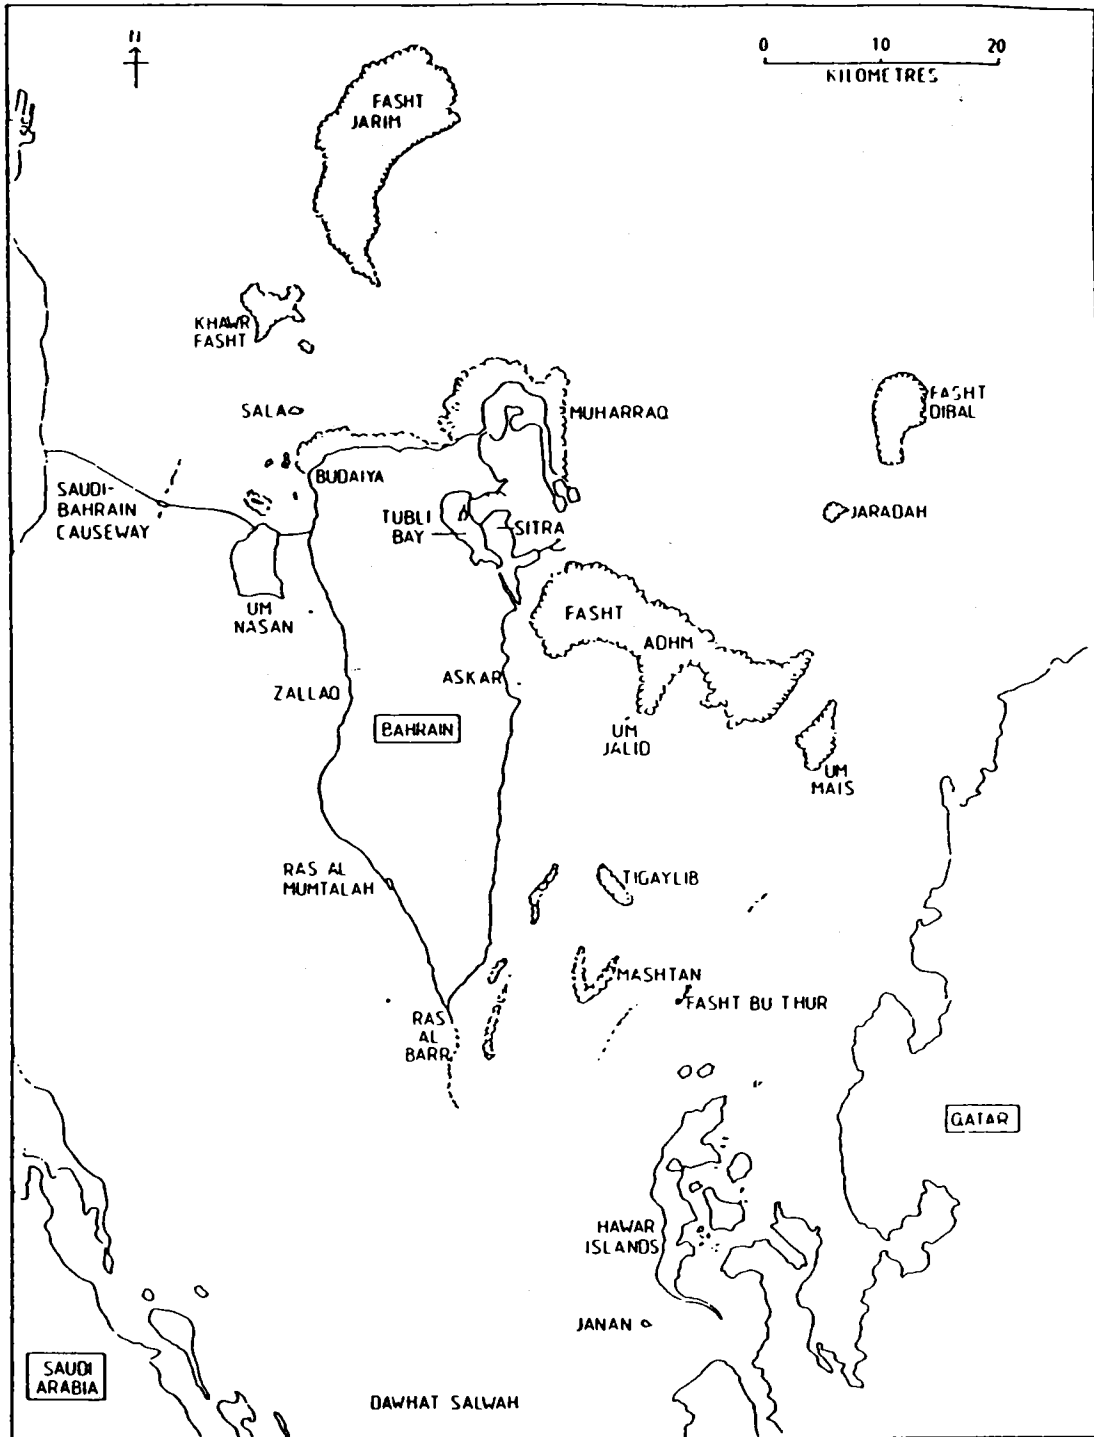 N
0 10 20
KILOMETRES
FASHT
JARIM
KHAWR
FASHT
SALA
MUHARRAQ
FASHT
DIBAL
BUDAIYA
SAUDI-
BAHRAIN
CAUSEWAY
TUBLI
BAY
SITRA
JARADAH
UM
NASAN
FASHT
ADHM
ZALLAQ
ASKAR
BAHRAIN
UM
JALID
UM
MAIS
RAS AL
MUMTALAH
TIGAYLIB
MASHTAN
FASHT BU THUR
RAS
AL
BARR
QATAR
HAWAR
ISLANDS
JANAN
SAUDI
ARABIA
DAWHAT SALWAH